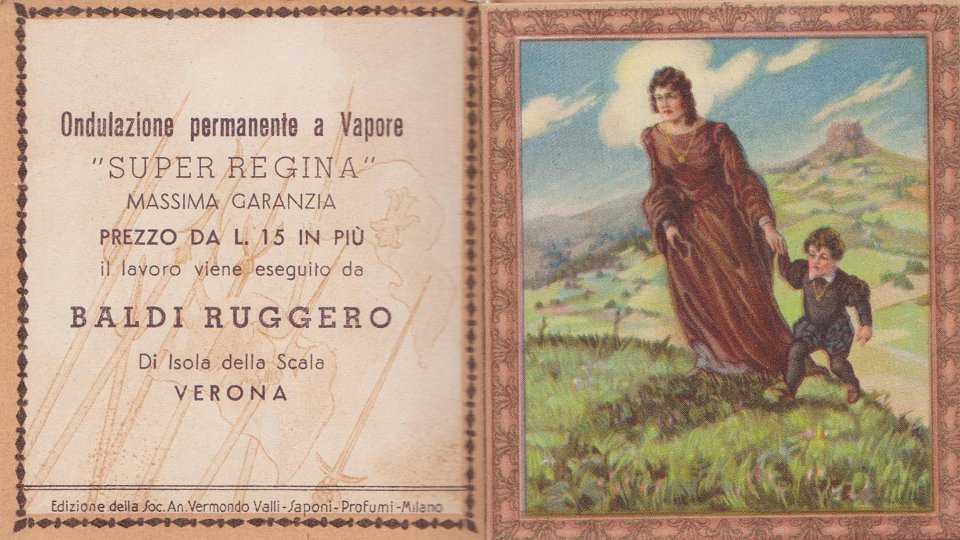 Ondulazione permanente a Vapore
"SUPER REGINA"
MASSIMA GARANZIA
PREZZO DA L. 15 IN PIÙ
il lavoro viene eseguito da
BALDI RUGGERO
Di Isola della Scala
VERONA
Edizione della Soc. An. Vermondo Valli - Saponi - Profumi - Milano